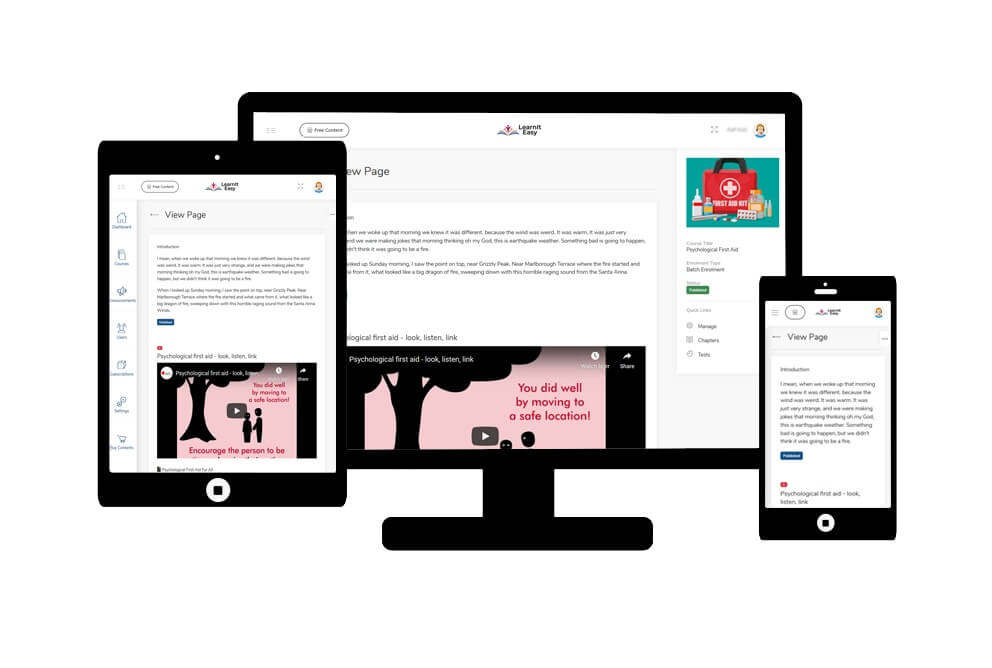 Free Content
Learnit
Easy
View Page
Dashboard
Courses
Announcements
Users
Subscriptions
Settings
Buy Contents
Introduction
I mean, when we woke up that morning we knew it was different, because the wind was
weird. It was warm. It was just very strange, and we were making jokes that
morning thinking oh my God, this is earthquake weather. Something bad is going to
happen, but we didn't think it was going to be a fire.
When I looked up Sunday morning, I saw the point on top, near Grizzly Peak. Near
Marlborough Terrace where the fire started and what came from it, what looked like a
big dragon of fire, sweeping down with this horrible raging sound from the Santa Ana
Winds.
Published
Psychological first aid - look, listen, link
Psychological first aid - look, listen, link
Share
You did well
by moving to
a safe location!
Encourage the person to be
Psychological First Aid for All
Free Content
Learnit
Easy
ew Page
on
hen we woke up that morning we knew it was different, because the wind was weird. It was warm. It was just very
nd we were making jokes that morning thinking oh my God, this is earthquake weather. Something bad is going to happen,
dn't think it was going to be a fire.
ooked up Sunday morning, I saw the point on top, near Grizzly Peak. Near Marlborough Terrace where the fire started and
e from it, what looked like a big dragon of fire, sweeping down with this horrible raging sound from the Santa Anna
ological first aid - look, listen, link
Psychological first aid - look, listen, link
Watch later
Share
You did well
by moving to
a safe location!
FIRST AID KIT
Course Title
Psychological First Aid
Enrolment Type
Batch Enrolment
Status
Published
Quick Links
Manage
Chapters
Tests
Learnit
Easy
View Page
Introduction
I mean, when we woke up that morning
we knew it was different, because the
wind was weird. It was warm. It was
just very strange, and we were making
jokes that morning thinking oh my God,
this is earthquake weather. Something
bad is going to happen, but we didn't
think it was going to be a fire.
Published
Psychological first aid - look,
listen, link